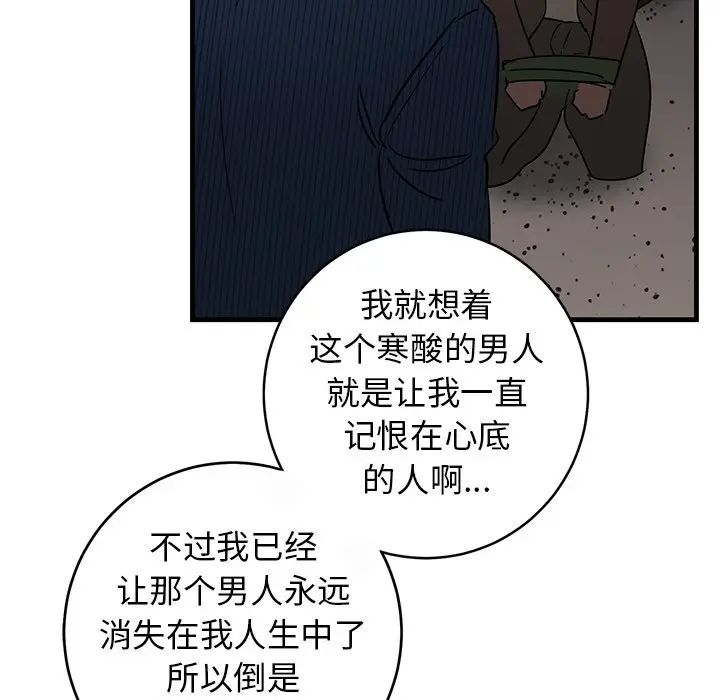 我就想着
这个寒酸的男人
就是让我一直
记恨在心底
的人啊...
不过我已经
让那个男人永远
消失在我人生中了
所以倒是